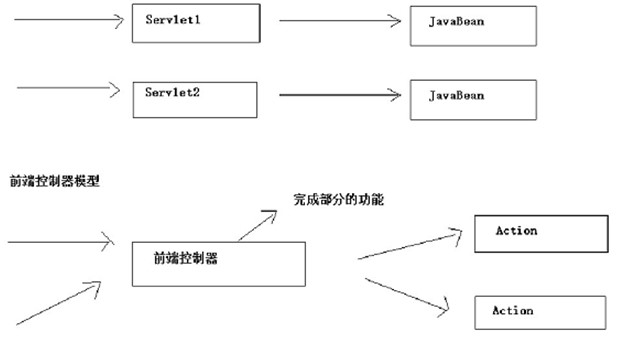 Servlet1
JavaBean
Servlet2
JavaBean
前端控制器模型
完成部分的功能
前端控制器
Action
Action